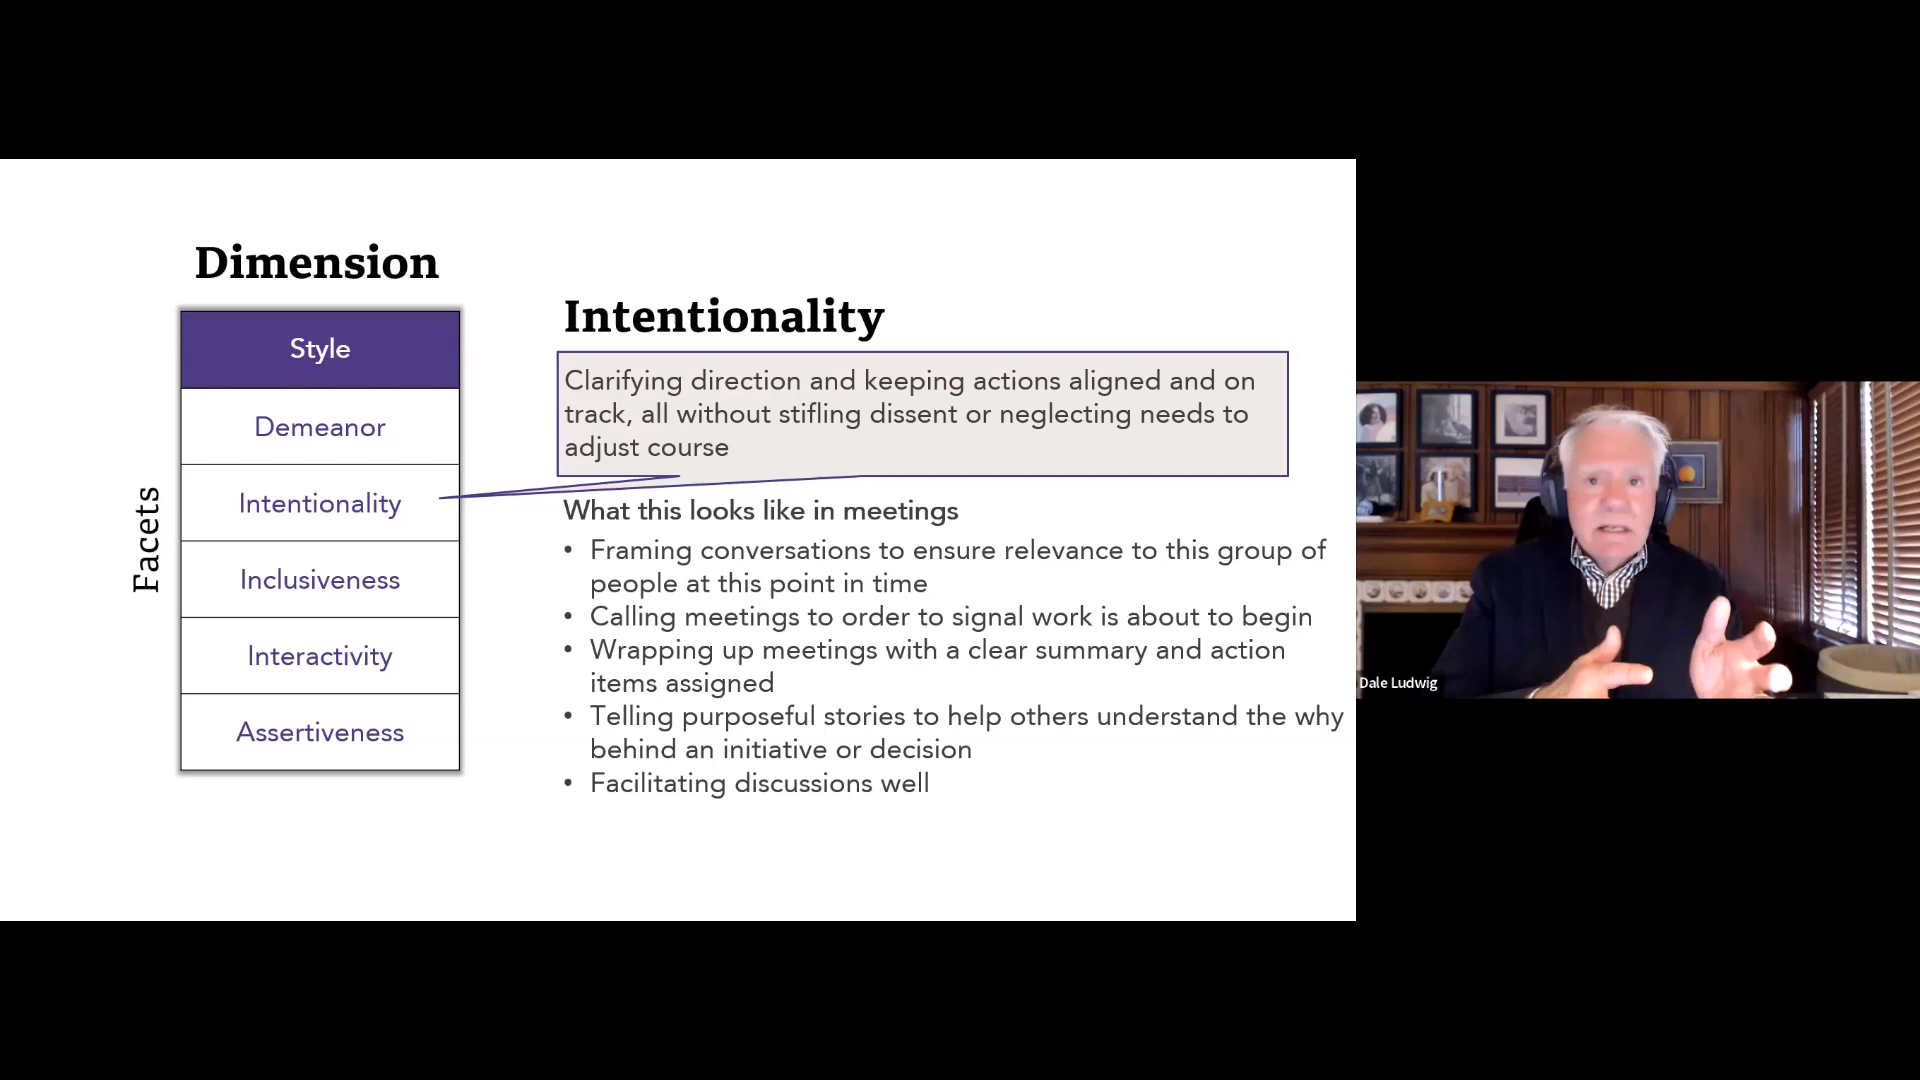 Dimension
Style
Demeanor
Intentionality
Inclusiveness
Interactivity
Assertiveness
Facets
Intentionality
Clarifying direction and keeping actions aligned and on
track, all without stifling dissent or neglecting needs to
adjust course
What this looks like in meetings
• Framing conversations to ensure relevance to this group of
people at this point in time
• Calling meetings to order to signal work is about to begin
• Wrapping up meetings with a clear summary and action
items assigned
• Telling purposeful stories to help others understand the why
behind an initiative or decision
• Facilitating discussions well
Dale Ludwig